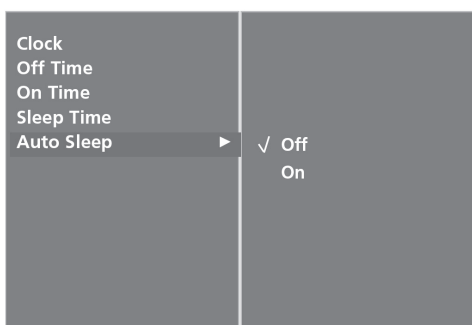 Clock
Off Time
On Time
Sleep Time
Auto Sleep ►
√ Off
On